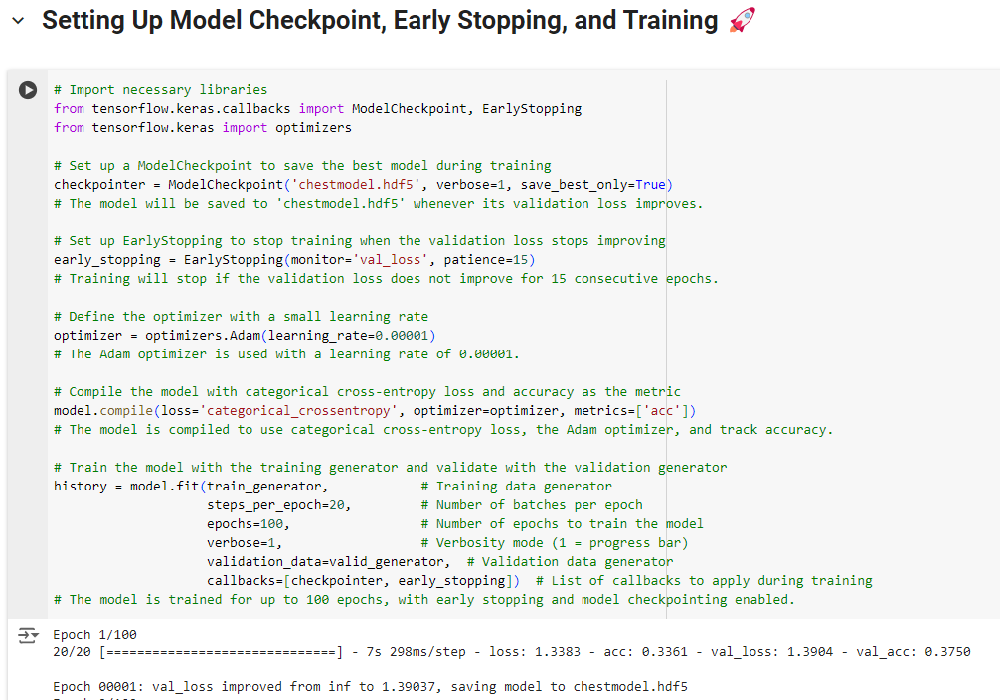 Setting Up Model Checkpoint, Early Stopping, and Training 🚀
# Import necessary libraries
from tensorflow.keras.callbacks import ModelCheckpoint, EarlyStopping
from tensorflow.keras import optimizers
# Set up a ModelCheckpoint to save the best model during training
checkpointer = ModelCheckpoint('chestmodel.hdf5', verbose=1, save_best_only=True)
# The model will be saved to 'chestmodel.hdf5' whenever its validation loss improves.
# Set up EarlyStopping to stop training when the validation loss stops improving
early_stopping = EarlyStopping(monitor='val_loss', patience=15)
# Training will stop if the validation loss does not improve for 15 consecutive epochs.
# Define the optimizer with a small learning rate
optimizer = optimizers.Adam(learning_rate=0.00001)
# The Adam optimizer is used with a learning rate of 0.00001.
# Compile the model with categorical cross-entropy loss and accuracy as the metric
model.compile(loss='categorical_crossentropy', optimizer=optimizer, metrics=['acc'])
# The model is compiled to use categorical cross-entropy loss, the Adam optimizer, and track accuracy.
# Train the model with the training generator and validate with the validation generator
history = model.fit(train_generator, # Training data generator
steps_per_epoch=20, # Number of batches per epoch
epochs=100, # Number of epochs to train the model
verbose=1, # Verbosity mode (1 = progress bar)
validation_data=valid_generator, # Validation data generator
callbacks=[checkpointer, early_stopping]) # List of callbacks to apply during training
# The model is trained for up to 100 epochs, with early stopping and model checkpointing enabled.
Epoch 1/100
20/20 [==============================] - 7s 298ms/step - loss: 1.3383 - acc: 0.3361 - val_loss: 1.3904 - val_acc: 0.3750
Epoch 00001: val_loss improved from inf to 1.39037, saving model to chestmodel.hdf5